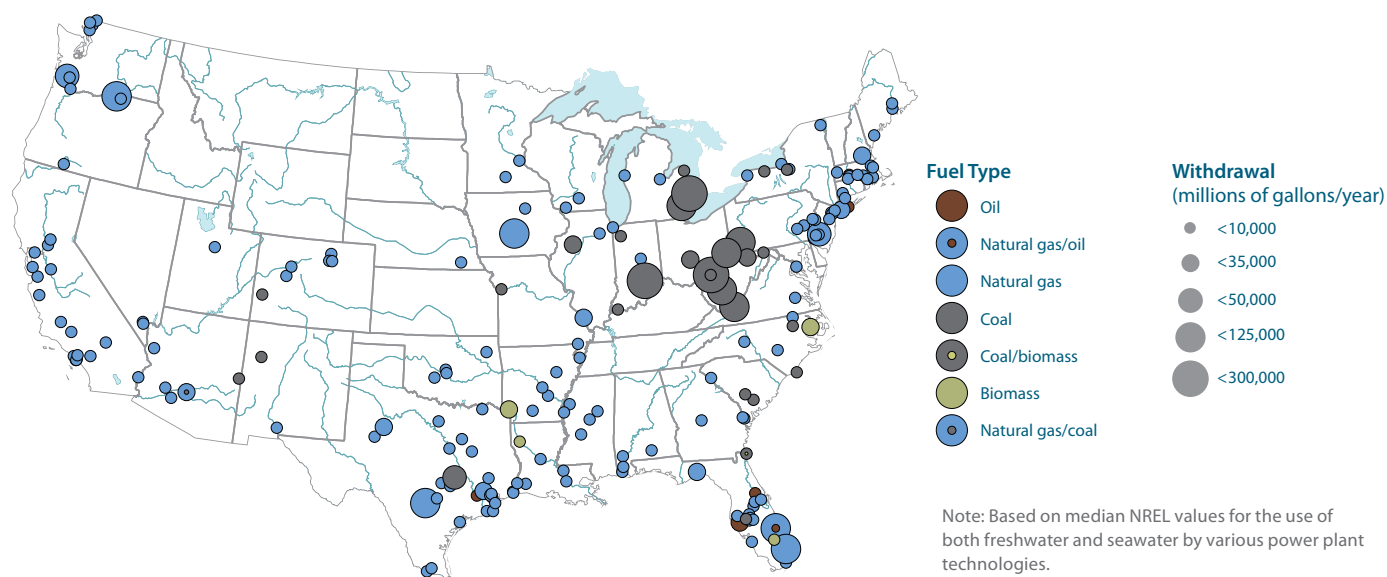 Fuel Type
Oil
Natural gas/oil
Natural gas
Coal
Coal/biomass
Biomass
Natural gas/coal
Withdrawal
(millions of gallons/year)
<10,000
<35,000
<50,000
<125,000
<300,000
Note: Based on median NREL values for the use of
both freshwater and seawater by various power plant
technologies.